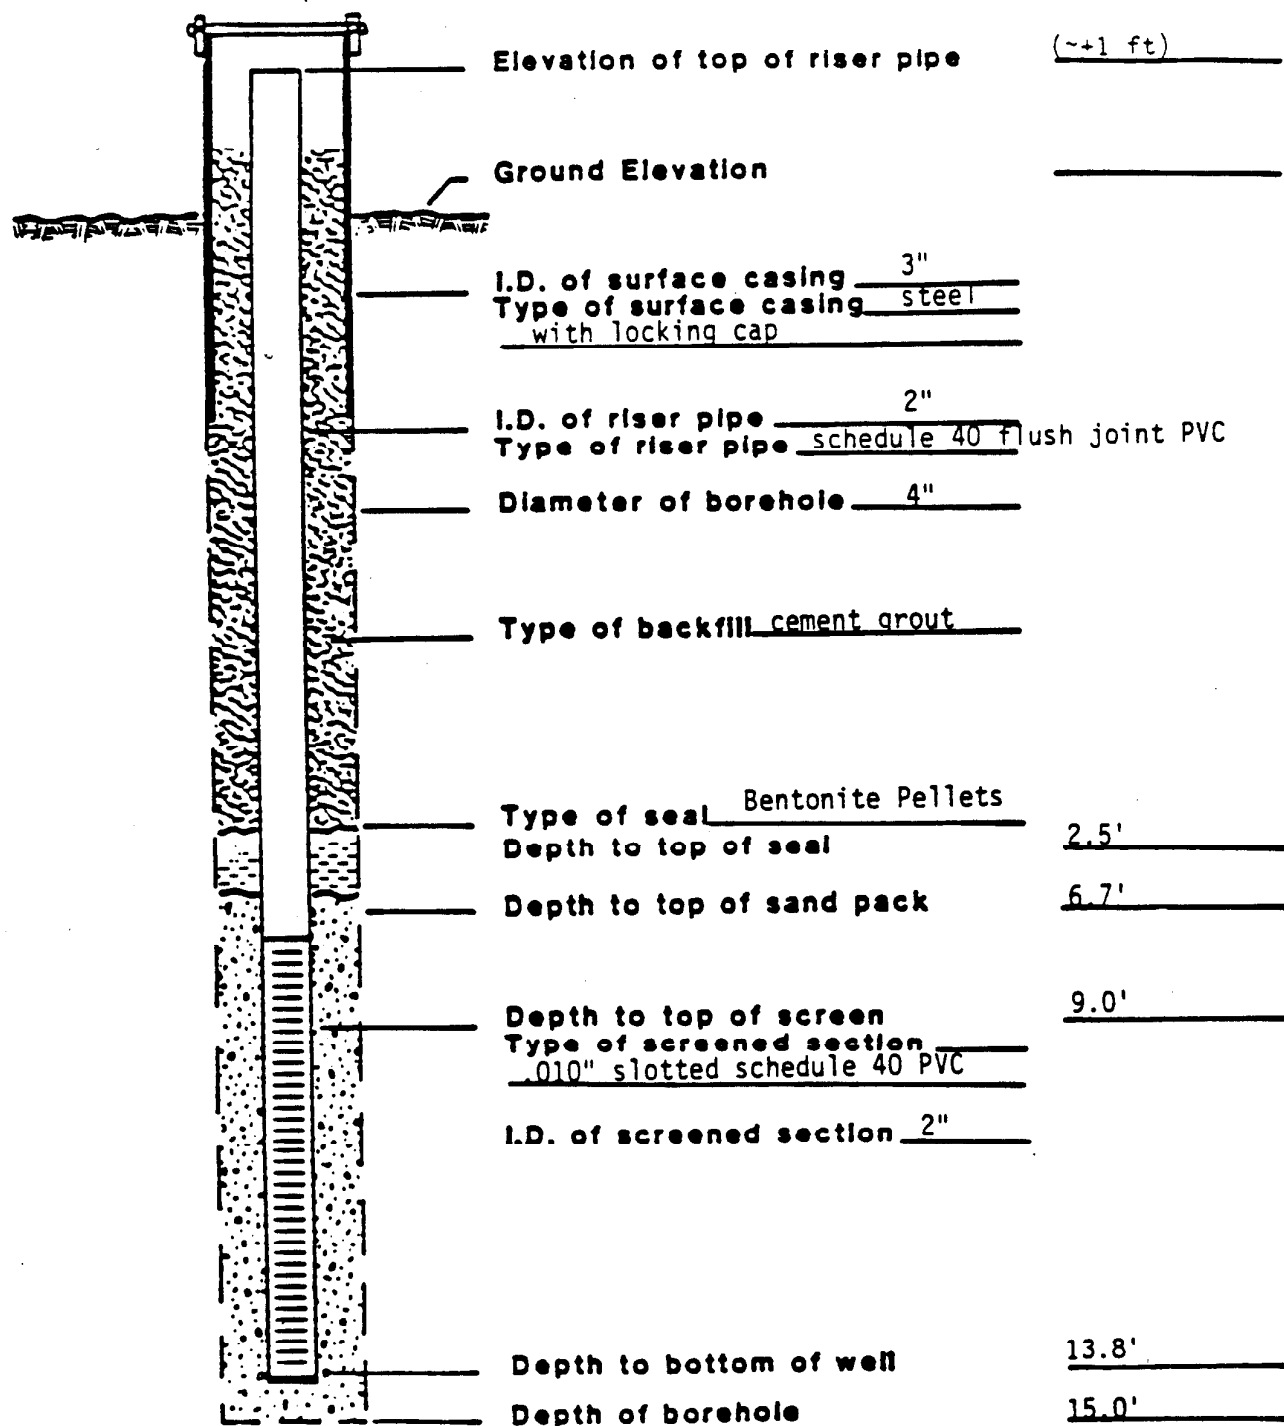 Elevation of top of riser pipe (~+1 ft)
Ground Elevation
I.D. of surface casing 3"
Type of surface casing steel
with locking cap
I.D. of riser pipe 2"
Type of riser pipe schedule 40 flush joint PVC
Diameter of borehole 4"
Type of backfill cement grout
Type of seal Bentonite Pellets
Depth to top of seal 2.5'
Depth to top of sand pack 6.7'
Depth to top of screen 9.0'
Type of screened section
.010" slotted schedule 40 PVC
I.D. of screened section 2"
Depth to bottom of well 13.8'
Depth of borehole 15.0'